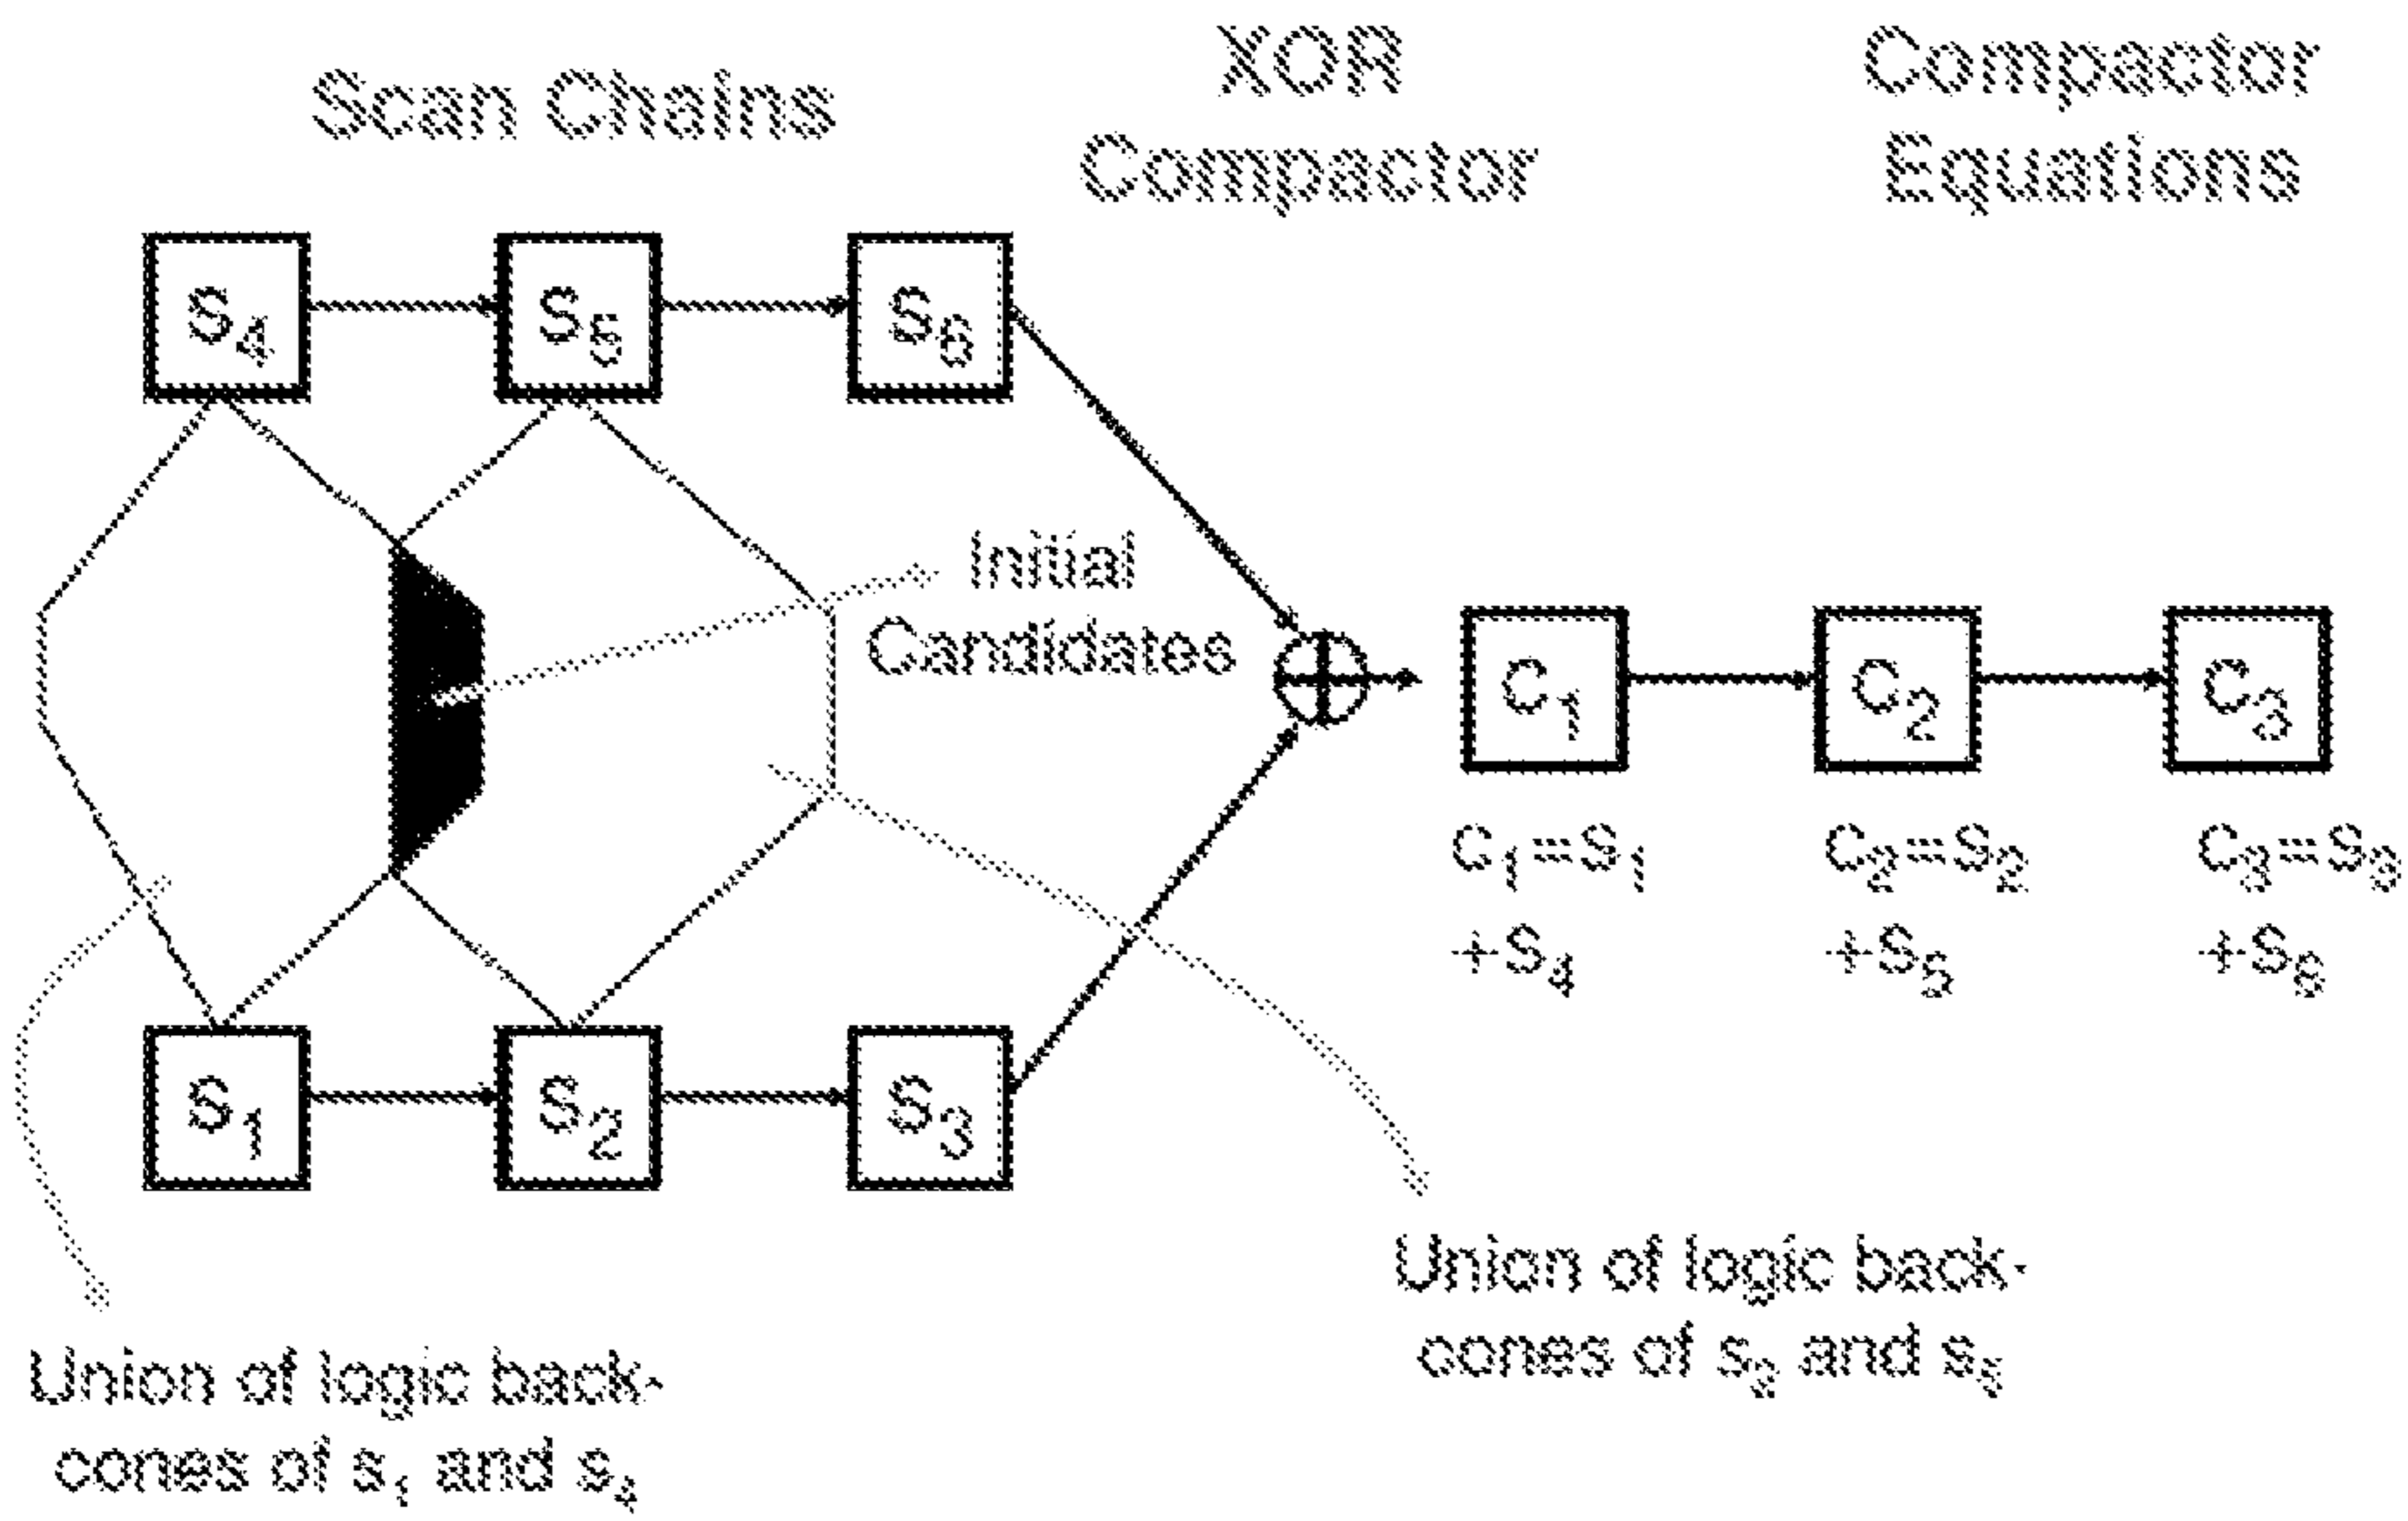 Scan Chains
XOR
Compactor
Compactor
Equations
S4
S5
S6
Initial
Candidates
C1
C2
C3
C1=S1
+S4
C2=S2
+S5
C3=S3
+S6
S1
S2
S3
Union of logic back-
cones of s2 and s5
Union of logic back-
cones of s1 and s4